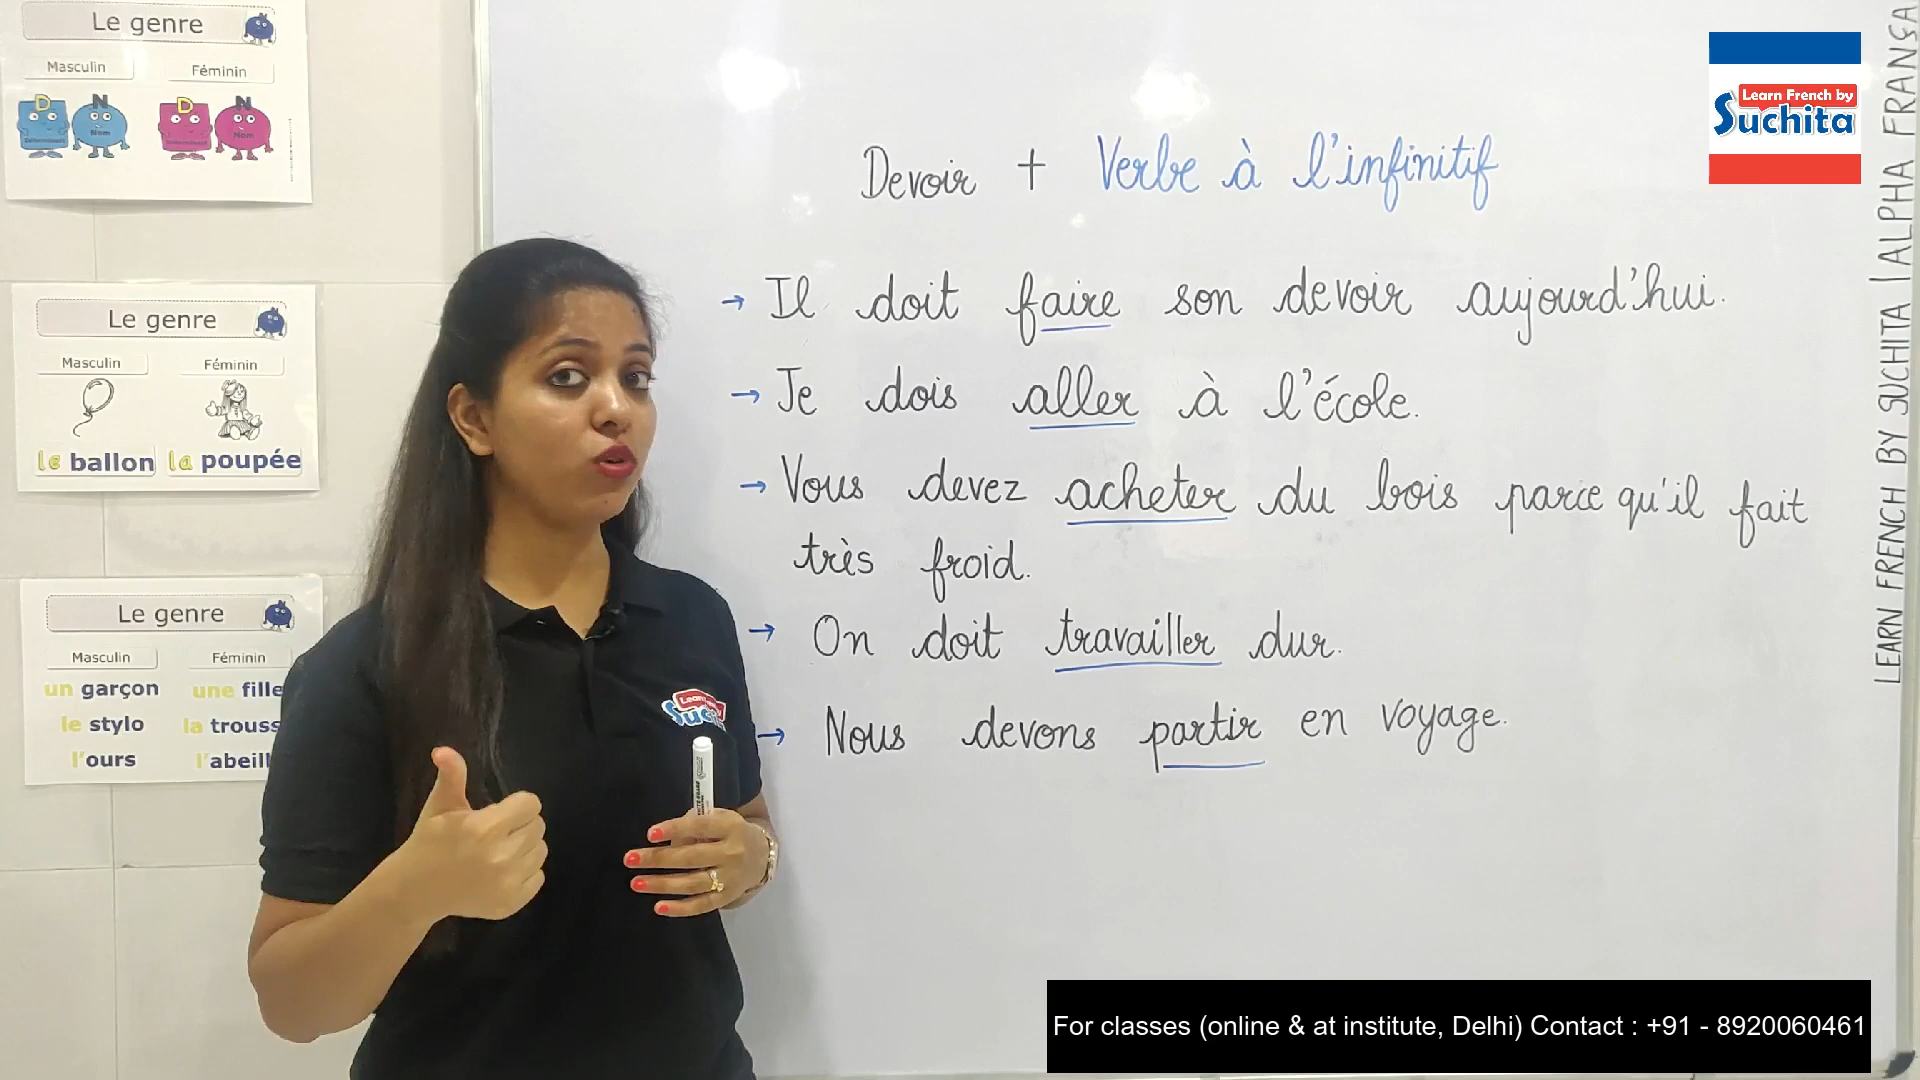 Le genre
Masculin Féminin
D N D N
Nom Nom
Le genre
Masculin Féminin
le ballon la poupée
Le genre
Masculin Féminin
un garçon une fille
le stylo la trouss
l'ours l'abeill
Devoir + Verbe à l'infinitif
→ Il doit faire son devoir aujourd'hui.
→ Je dois aller à l'école.
→ Vous devez acheter du bois parce qu'il fait
très froid.
→ On doit travailler dur.
→ Nous devons partir en voyage.
Learn French by
Suchita
LEARN FRENCH BY SUCHITA | ALPHA FRANÇA
For classes (online & at institute, Delhi) Contact : +91 - 8920060461